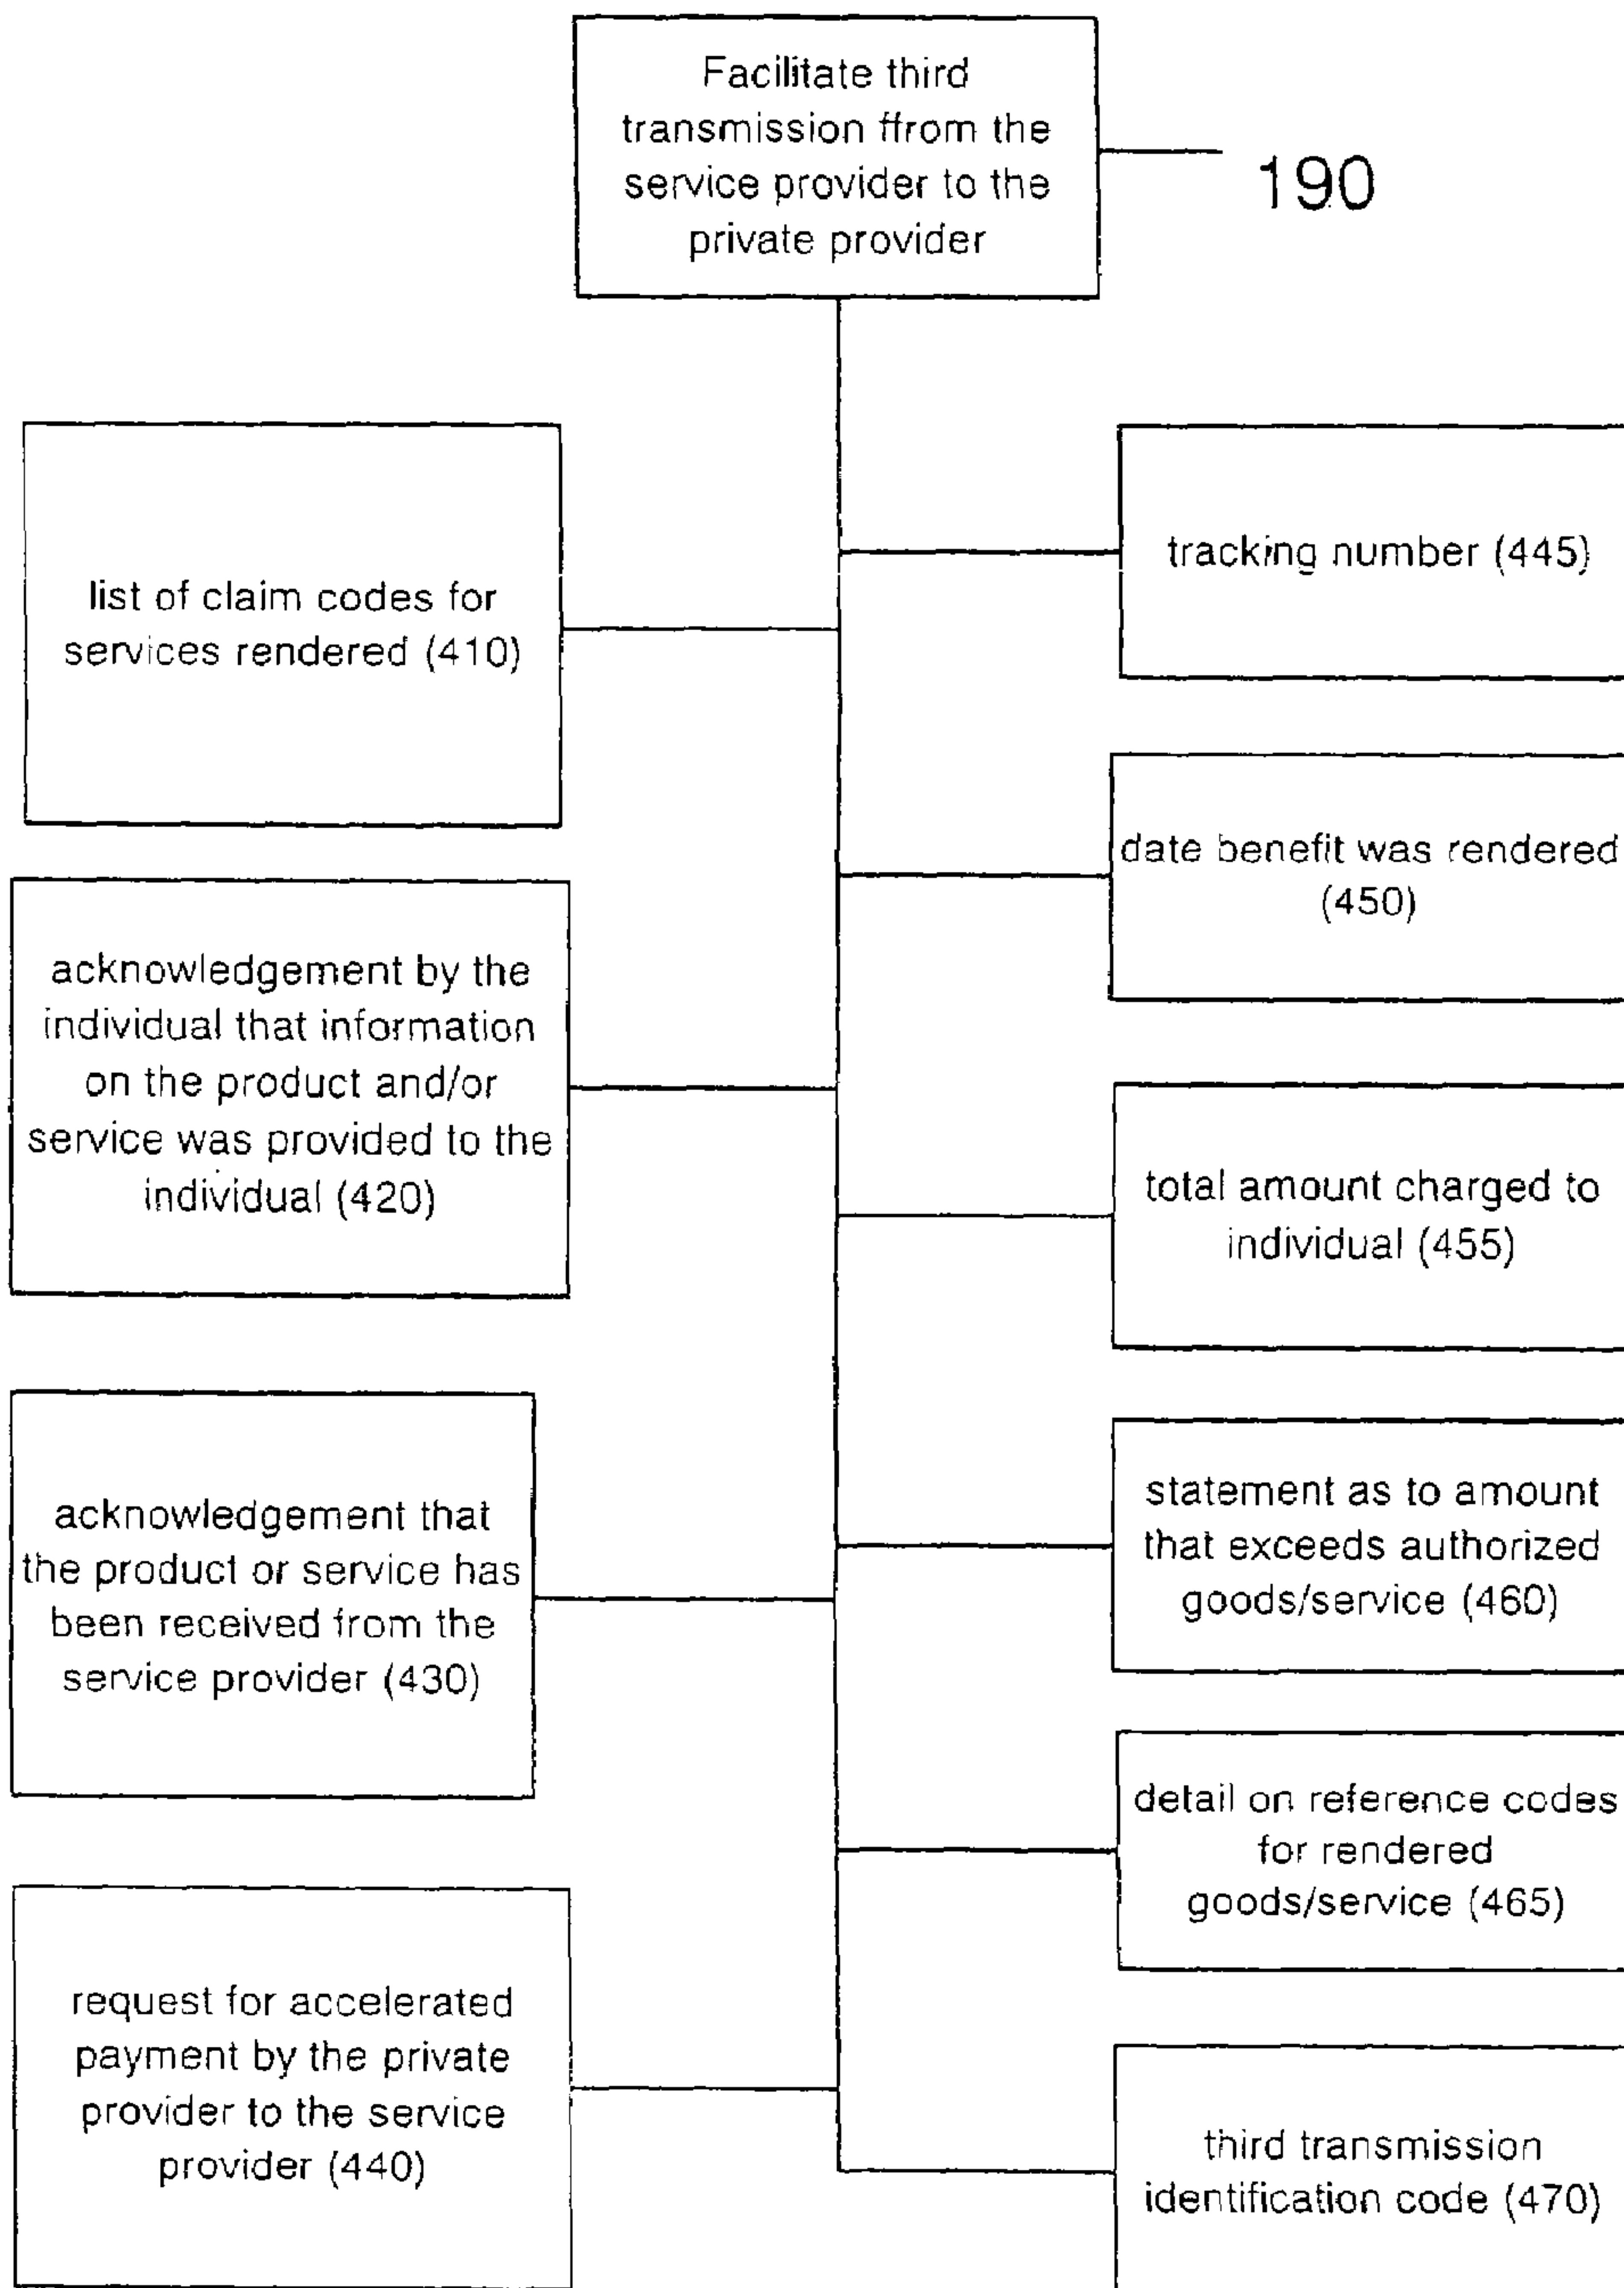 Facilitate third
transmission ffrom the
service provider to the
private provider
190
list of claim codes for
services rendered (410)
acknowledgement by the
individual that information
on the product and/or
service was provided to the
individual (420)
acknowledgement that
the product or service has
been received from the
service provider (430)
request for accelerated
payment by the private
provider to the service
provider (440)
tracking number (445)
date benefit was rendered
(450)
total amount charged to
individual (455)
statement as to amount
that exceeds authorized
goods/service (460)
detail on reference codes
for rendered
goods/service (465)
third transmission
identification code (470)